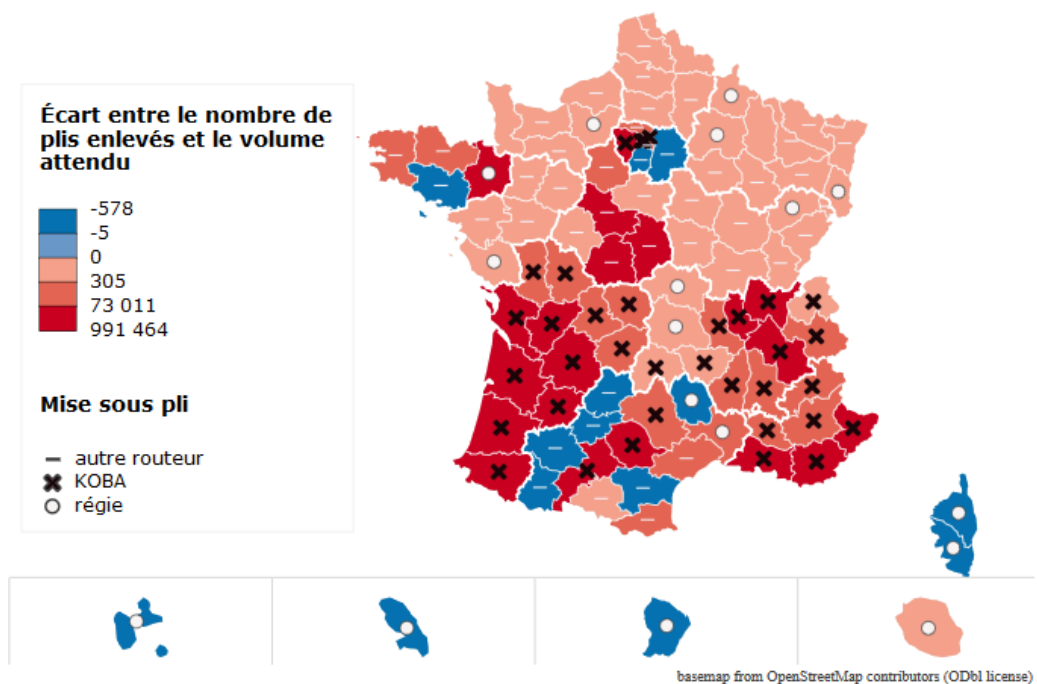 Écart entre le nombre de
plis enlevés et le volume
attendu
-578
-5
0
305
73 011
991 464
Mise sous pli
autre routeur
KOBA
régie
basemap from OpenStreetMap contributors (ODbl license)